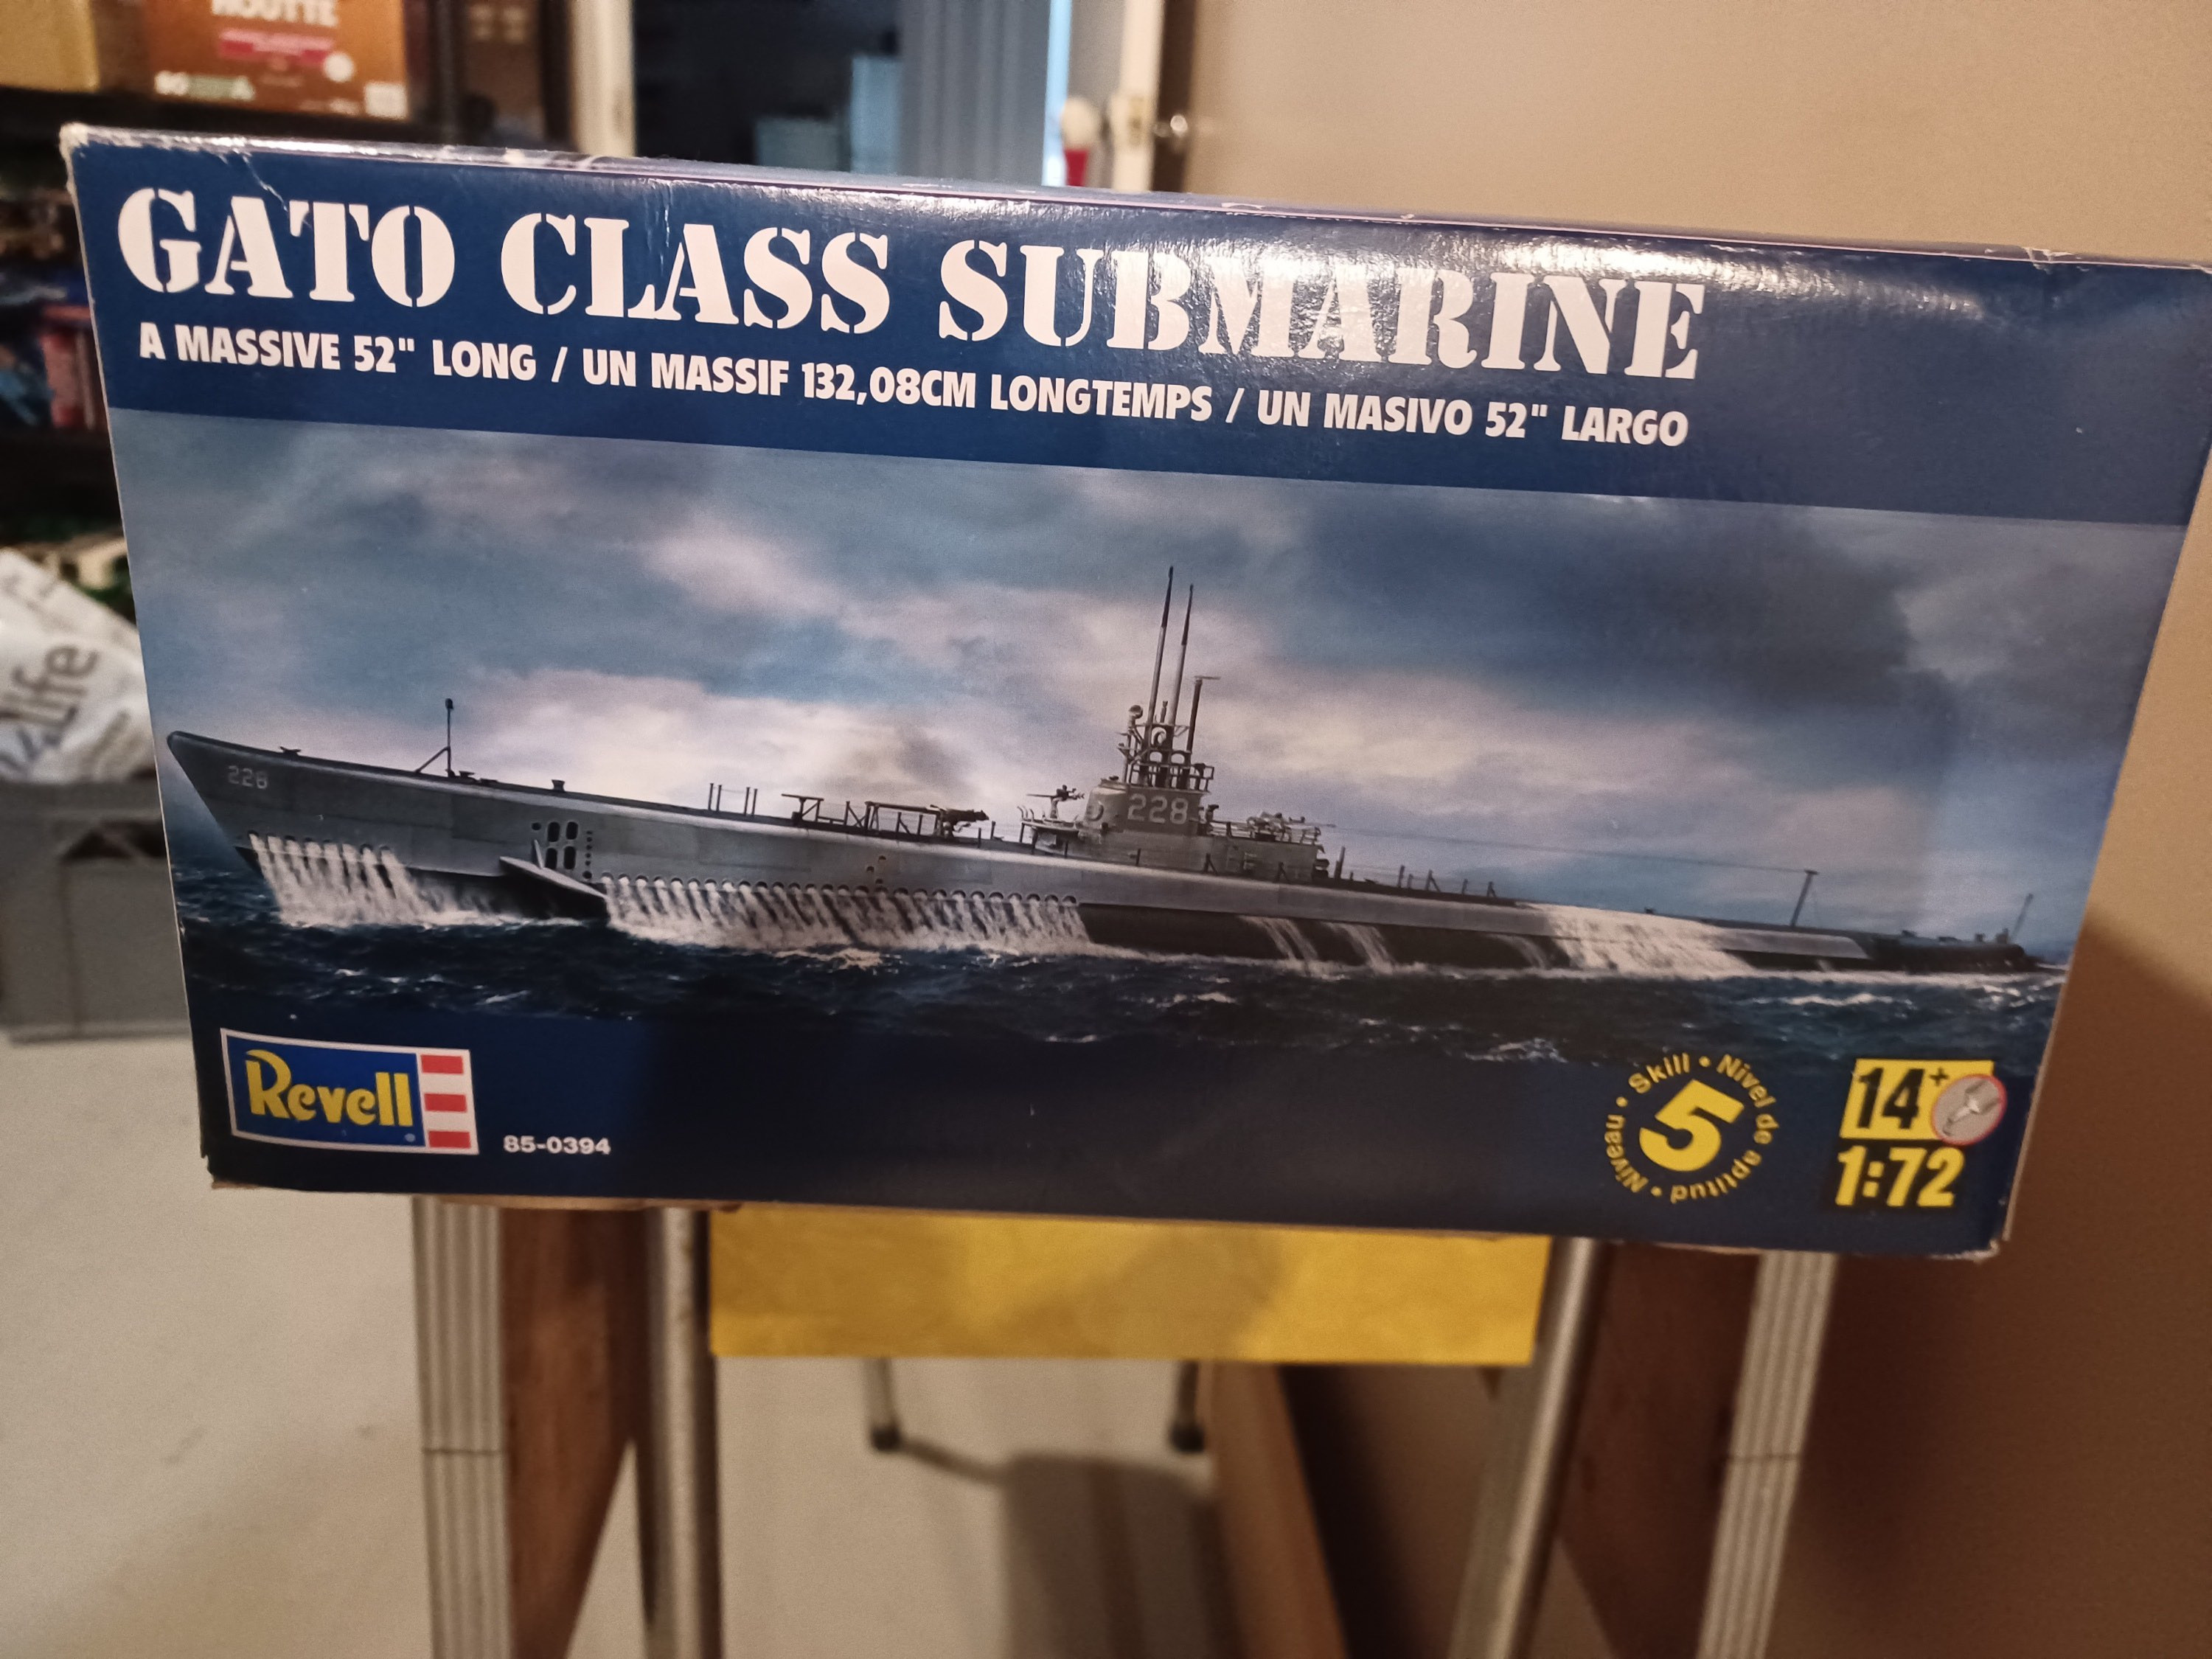 GATO CLASS SUBMARINE
A MASSIVE 52" LONG / UN MASSIF 132,08CM LONGTEMPS / UN MASIVO 52" LARGO
228
228
Revell
85-0394
Skill • Nivel de aptitud • Niveau •
5
14+
1:72
life